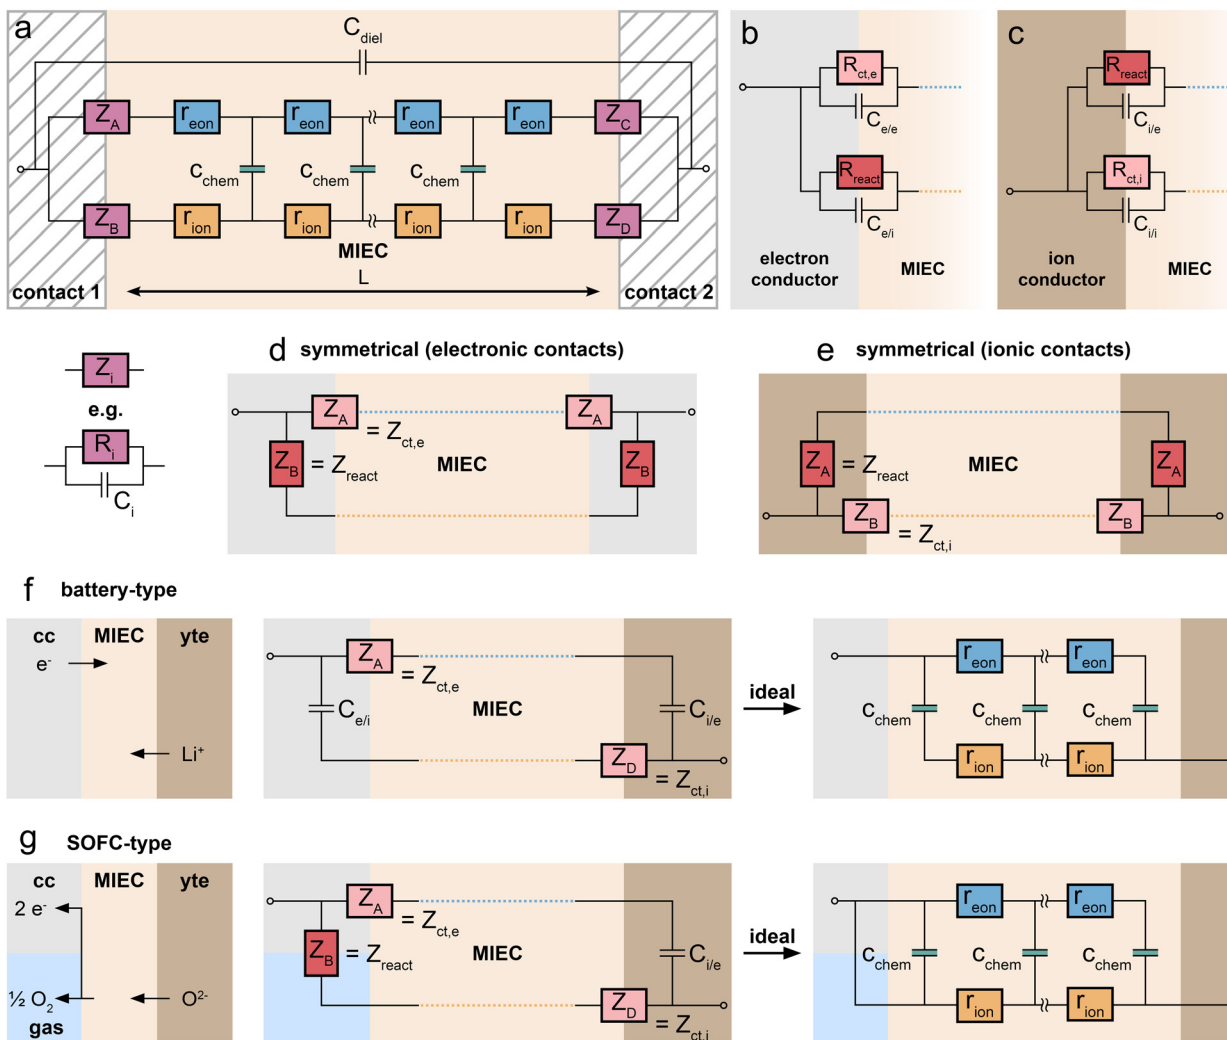 a
C_diel
Z_A r_eon r_eon r_eon r_eon Z_C
c_chem c_chem c_chem
Z_B r_ion r_ion r_ion r_ion Z_D
MIEC
L
contact 1
contact 2
b
R_ct,e
C_e/e
R_react
C_e/i
electron
conductor
MIEC
c
R_react
C_i/e
R_ct,i
C_i/i
ion
conductor
MIEC
Z_i
e.g.
R_i
C_i
d symmetrical (electronic contacts)
Z_A Z_A
= Z_ct,e
Z_B = Z_react MIEC Z_B
e symmetrical (ionic contacts)
Z_A = Z_react MIEC Z_A
Z_B Z_B
= Z_ct,i
f battery-type
cc MIEC yte
e⁻
Li⁺
Z_A
= Z_ct,e
C_e/i MIEC C_i/e
Z_D
= Z_ct,i
ideal
r_eon r_eon
c_chem c_chem c_chem
r_ion r_ion
g SOFC-type
cc MIEC yte
2 e⁻
½ O₂ O²⁻
gas
Z_A
= Z_ct,e
Z_B = Z_react MIEC C_i/e
Z_D
= Z_ct,i
ideal
r_eon r_eon
c_chem c_chem c_chem
r_ion r_ion